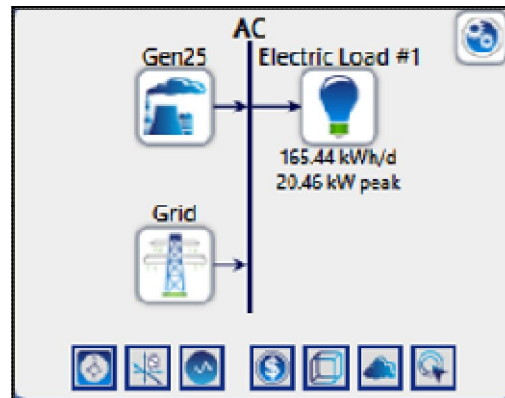 AC
Gen25 Electric Load #1
165.44 kWh/d
20.46 kW peak
Grid